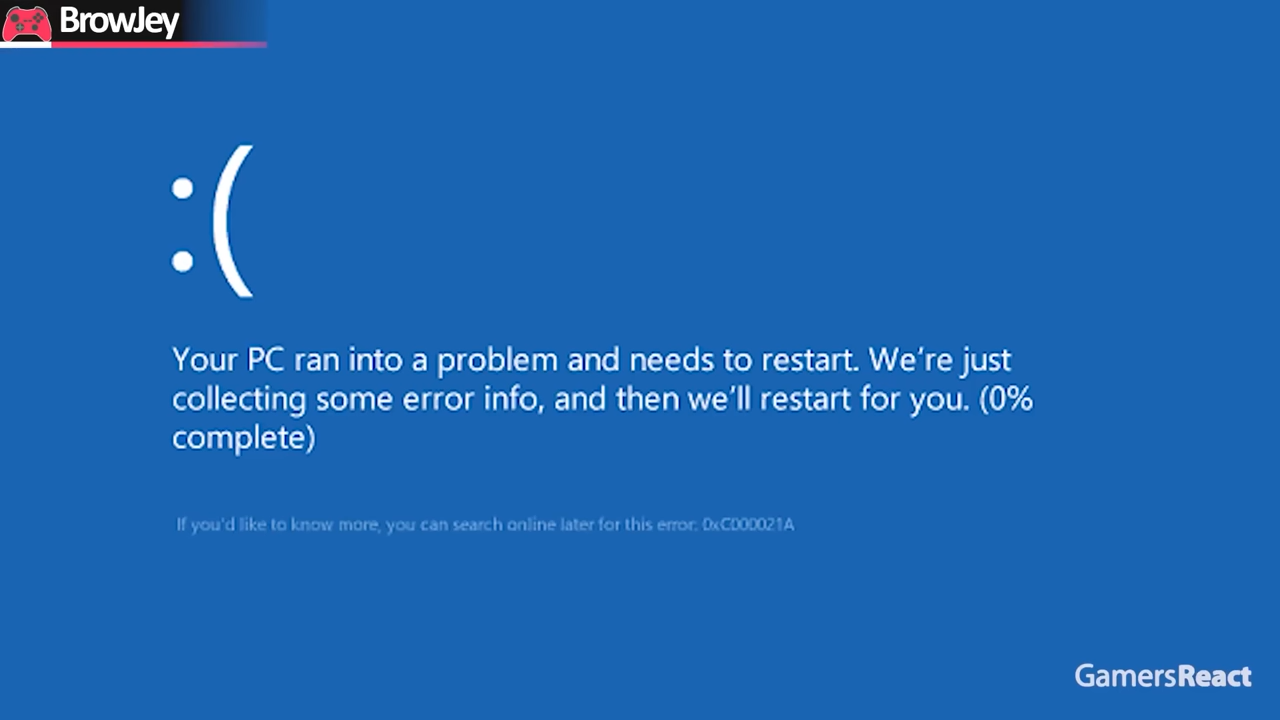 BrowJey
:(
Your PC ran into a problem and needs to restart. We're just
collecting some error info, and then we'll restart for you. (0%
complete)
If you'd like to know more, you can search online later for this error: 0xC000021A
GamersReact